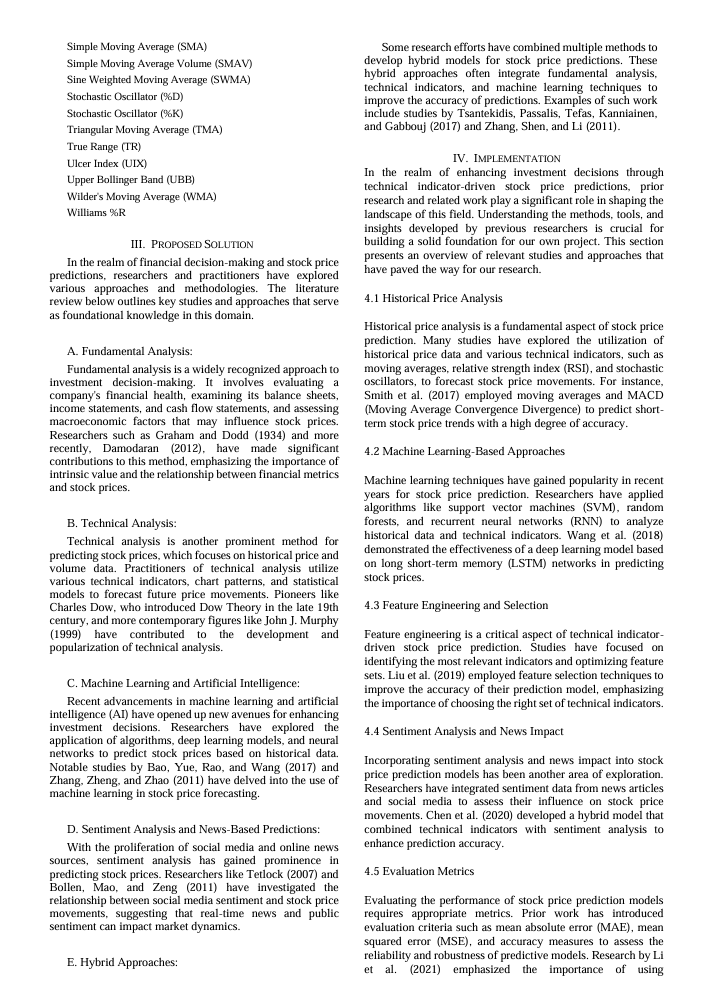 Simple Moving Average (SMA)
Simple Moving Average Volume (SMAV)
Sine Weighted Moving Average (SWMA)
Stochastic Oscillator (%D)
Stochastic Oscillator (%K)
Triangular Moving Average (TMA)
True Range (TR)
Ulcer Index (UIX)
Upper Bollinger Band (UBB)
Wilder's Moving Average (WMA)
Williams %R
III. PROPOSED SOLUTION
In the realm of financial decision-making and stock price
predictions, researchers and practitioners have explored
various approaches and methodologies. The literature
review below outlines key studies and approaches that serve
as foundational knowledge in this domain.
A. Fundamental Analysis:
Fundamental analysis is a widely recognized approach to
investment decision-making. It involves evaluating a
company's financial health, examining its balance sheets,
income statements, and cash flow statements, and assessing
macroeconomic factors that may influence stock prices.
Researchers such as Graham and Dodd (1934) and more
recently, Damodaran (2012), have made significant
contributions to this method, emphasizing the importance of
intrinsic value and the relationship between financial metrics
and stock prices.
B. Technical Analysis:
Technical analysis is another prominent method for
predicting stock prices, which focuses on historical price and
volume data. Practitioners of technical analysis utilize
various technical indicators, chart patterns, and statistical
models to forecast future price movements. Pioneers like
Charles Dow, who introduced Dow Theory in the late 19th
century, and more contemporary figures like John J. Murphy
(1999) have contributed to the development and
popularization of technical analysis.
C. Machine Learning and Artificial Intelligence:
Recent advancements in machine learning and artificial
intelligence (AI) have opened up new avenues for enhancing
investment decisions. Researchers have explored the
application of algorithms, deep learning models, and neural
networks to predict stock prices based on historical data.
Notable studies by Bao, Yue, Rao, and Wang (2017) and
Zhang, Zheng, and Zhao (2011) have delved into the use of
machine learning in stock price forecasting.
D. Sentiment Analysis and News-Based Predictions:
With the proliferation of social media and online news
sources, sentiment analysis has gained prominence in
predicting stock prices. Researchers like Tetlock (2007) and
Bollen, Mao, and Zeng (2011) have investigated the
relationship between social media sentiment and stock price
movements, suggesting that real-time news and public
sentiment can impact market dynamics.
E. Hybrid Approaches:
Some research efforts have combined multiple methods to
develop hybrid models for stock price predictions. These
hybrid approaches often integrate fundamental analysis,
technical indicators, and machine learning techniques to
improve the accuracy of predictions. Examples of such work
include studies by Tsantekidis, Passalis, Tefas, Kanniainen,
and Gabbouj (2017) and Zhang, Shen, and Li (2011).
IV. IMPLEMENTATION
In the realm of enhancing investment decisions through
technical indicator-driven stock price predictions, prior
research and related work play a significant role in shaping the
landscape of this field. Understanding the methods, tools, and
insights developed by previous researchers is crucial for
building a solid foundation for our own project. This section
presents an overview of relevant studies and approaches that
have paved the way for our research.
4.1 Historical Price Analysis
Historical price analysis is a fundamental aspect of stock price
prediction. Many studies have explored the utilization of
historical price data and various technical indicators, such as
moving averages, relative strength index (RSI), and stochastic
oscillators, to forecast stock price movements. For instance,
Smith et al. (2017) employed moving averages and MACD
(Moving Average Convergence Divergence) to predict short-
term stock price trends with a high degree of accuracy.
4.2 Machine Learning-Based Approaches
Machine learning techniques have gained popularity in recent
years for stock price prediction. Researchers have applied
algorithms like support vector machines (SVM), random
forests, and recurrent neural networks (RNN) to analyze
historical data and technical indicators. Wang et al. (2018)
demonstrated the effectiveness of a deep learning model based
on long short-term memory (LSTM) networks in predicting
stock prices.
4.3 Feature Engineering and Selection
Feature engineering is a critical aspect of technical indicator-
driven stock price prediction. Studies have focused on
identifying the most relevant indicators and optimizing feature
sets. Liu et al. (2019) employed feature selection techniques to
improve the accuracy of their prediction model, emphasizing
the importance of choosing the right set of technical indicators.
4.4 Sentiment Analysis and News Impact
Incorporating sentiment analysis and news impact into stock
price prediction models has been another area of exploration.
Researchers have integrated sentiment data from news articles
and social media to assess their influence on stock price
movements. Chen et al. (2020) developed a hybrid model that
combined technical indicators with sentiment analysis to
enhance prediction accuracy.
4.5 Evaluation Metrics
Evaluating the performance of stock price prediction models
requires appropriate metrics. Prior work has introduced
evaluation criteria such as mean absolute error (MAE), mean
squared error (MSE), and accuracy measures to assess the
reliability and robustness of predictive models. Research by Li
et al. (2021) emphasized the importance of using